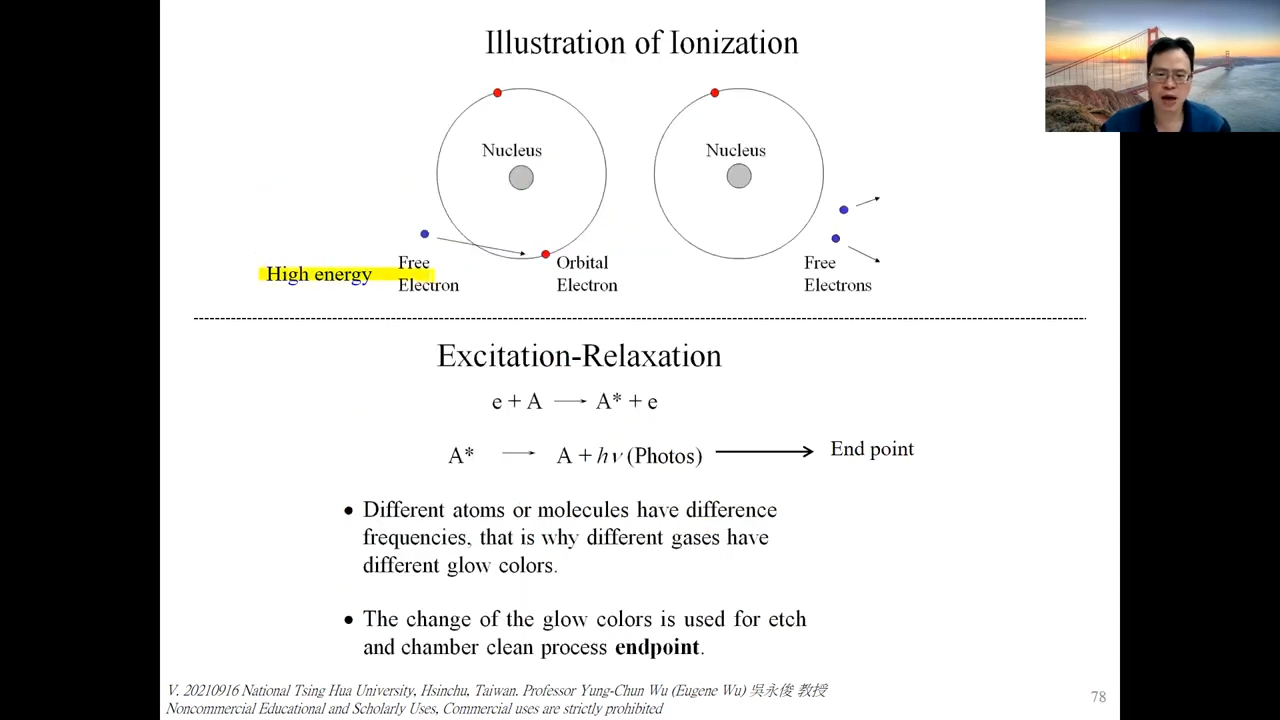 Illustration of Ionization
Nucleus
Nucleus
High energy
Free
Electron
Orbital
Electron
Free
Electrons
Excitation-Relaxation
e + A → A* + e
A* → A + hν (Photos) → End point
• Different atoms or molecules have difference
frequencies, that is why different gases have
different glow colors.
• The change of the glow colors is used for etch
and chamber clean process endpoint.
V. 20210916 National Tsing Hua University, Hsinchu, Taiwan. Professor Yung-Chun Wu (Eugene Wu) 吳永俊 教授
Noncommercial Educational and Scholarly Uses, Commercial uses are strictly prohibited
78